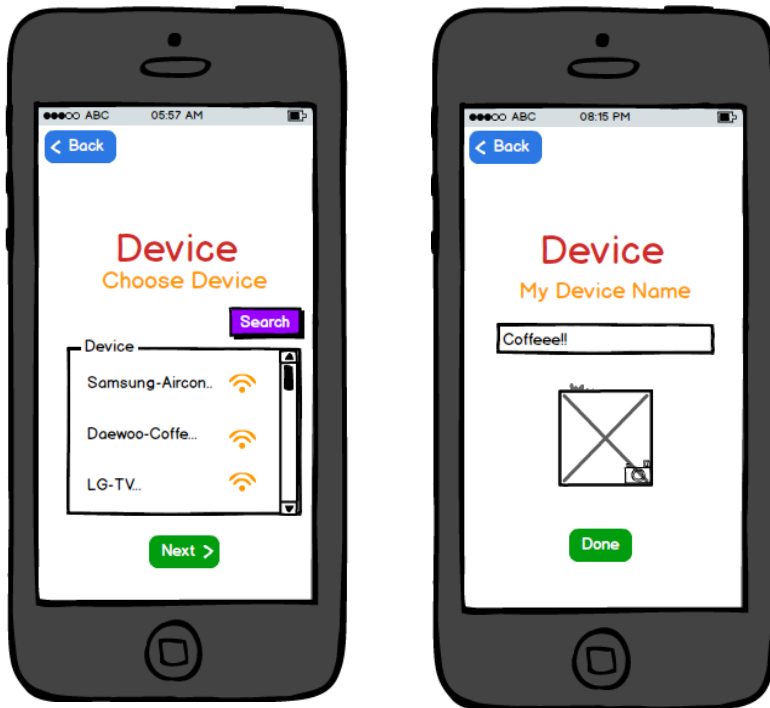 ABC 05:57 AM
< Back
Device
Choose Device
Search
Device
Samsung-Aircon..
Daewoo-Coffe...
LG-TV...
Next >
ABC 08:15 PM
< Back
Device
My Device Name
Coffeee!!
Done